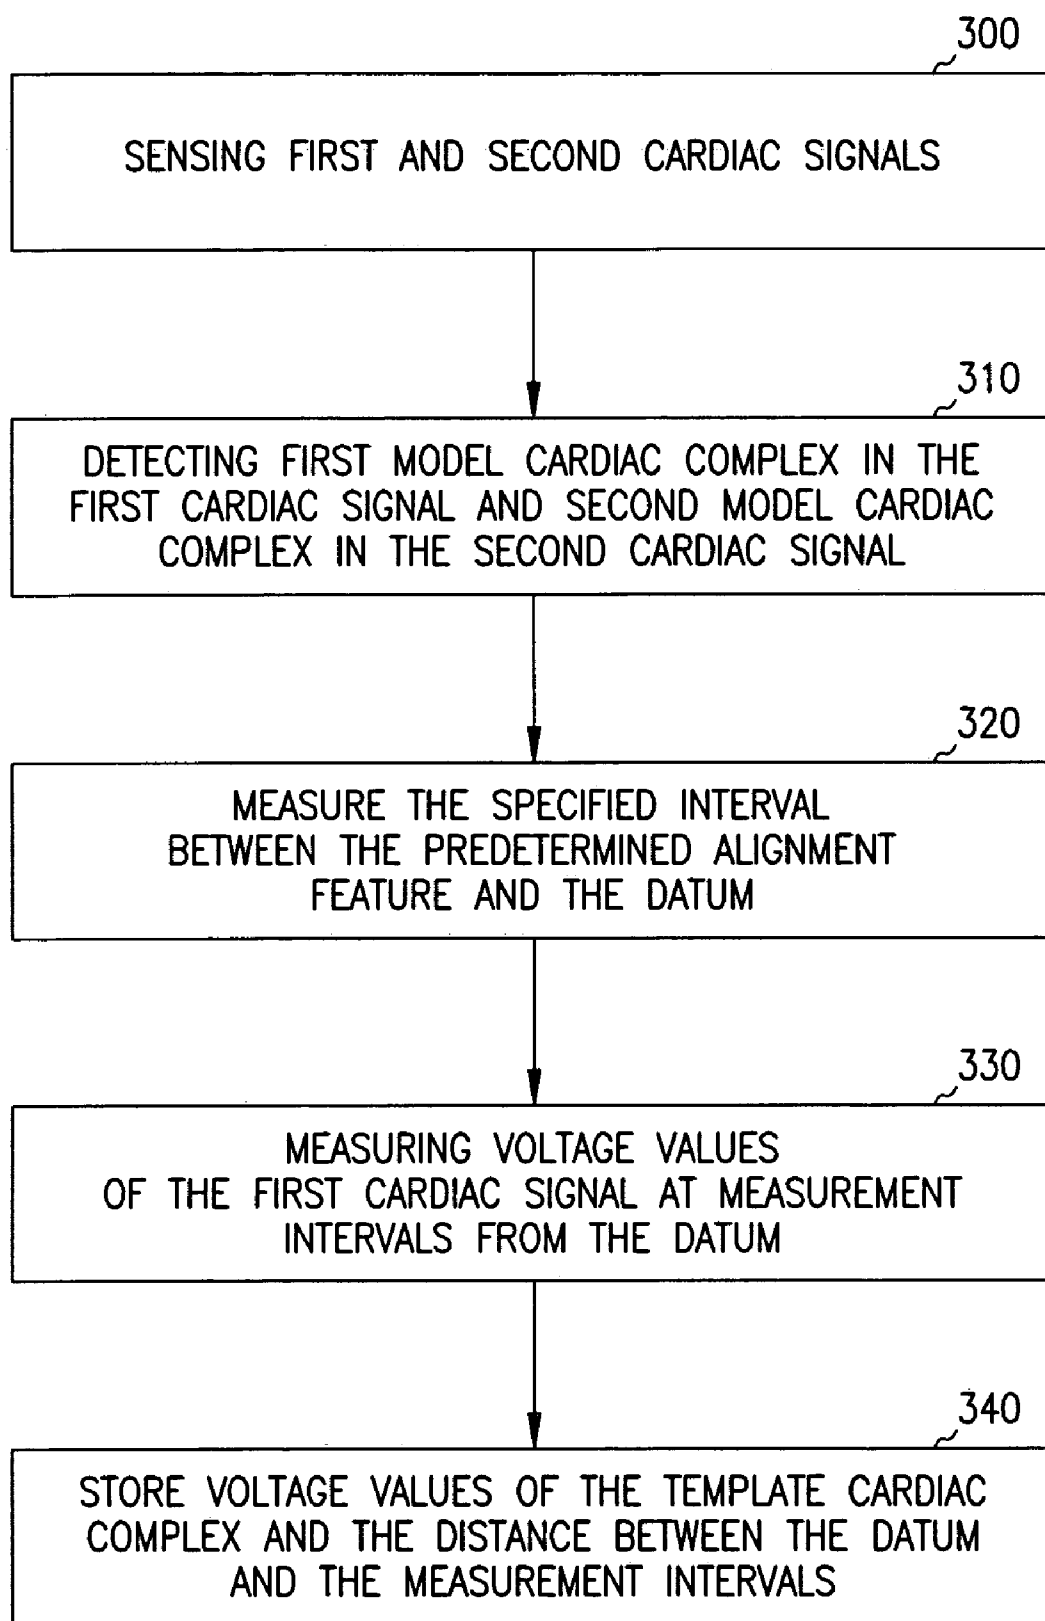 300
SENSING FIRST AND SECOND CARDIAC SIGNALS
310
DETECTING FIRST MODEL CARDIAC COMPLEX IN THE
FIRST CARDIAC SIGNAL AND SECOND MODEL CARDIAC
COMPLEX IN THE SECOND CARDIAC SIGNAL
320
MEASURE THE SPECIFIED INTERVAL
BETWEEN THE PREDETERMINED ALIGNMENT
FEATURE AND THE DATUM
330
MEASURING VOLTAGE VALUES
OF THE FIRST CARDIAC SIGNAL AT MEASUREMENT
INTERVALS FROM THE DATUM
340
STORE VOLTAGE VALUES OF THE TEMPLATE CARDIAC
COMPLEX AND THE DISTANCE BETWEEN THE DATUM
AND THE MEASUREMENT INTERVALS